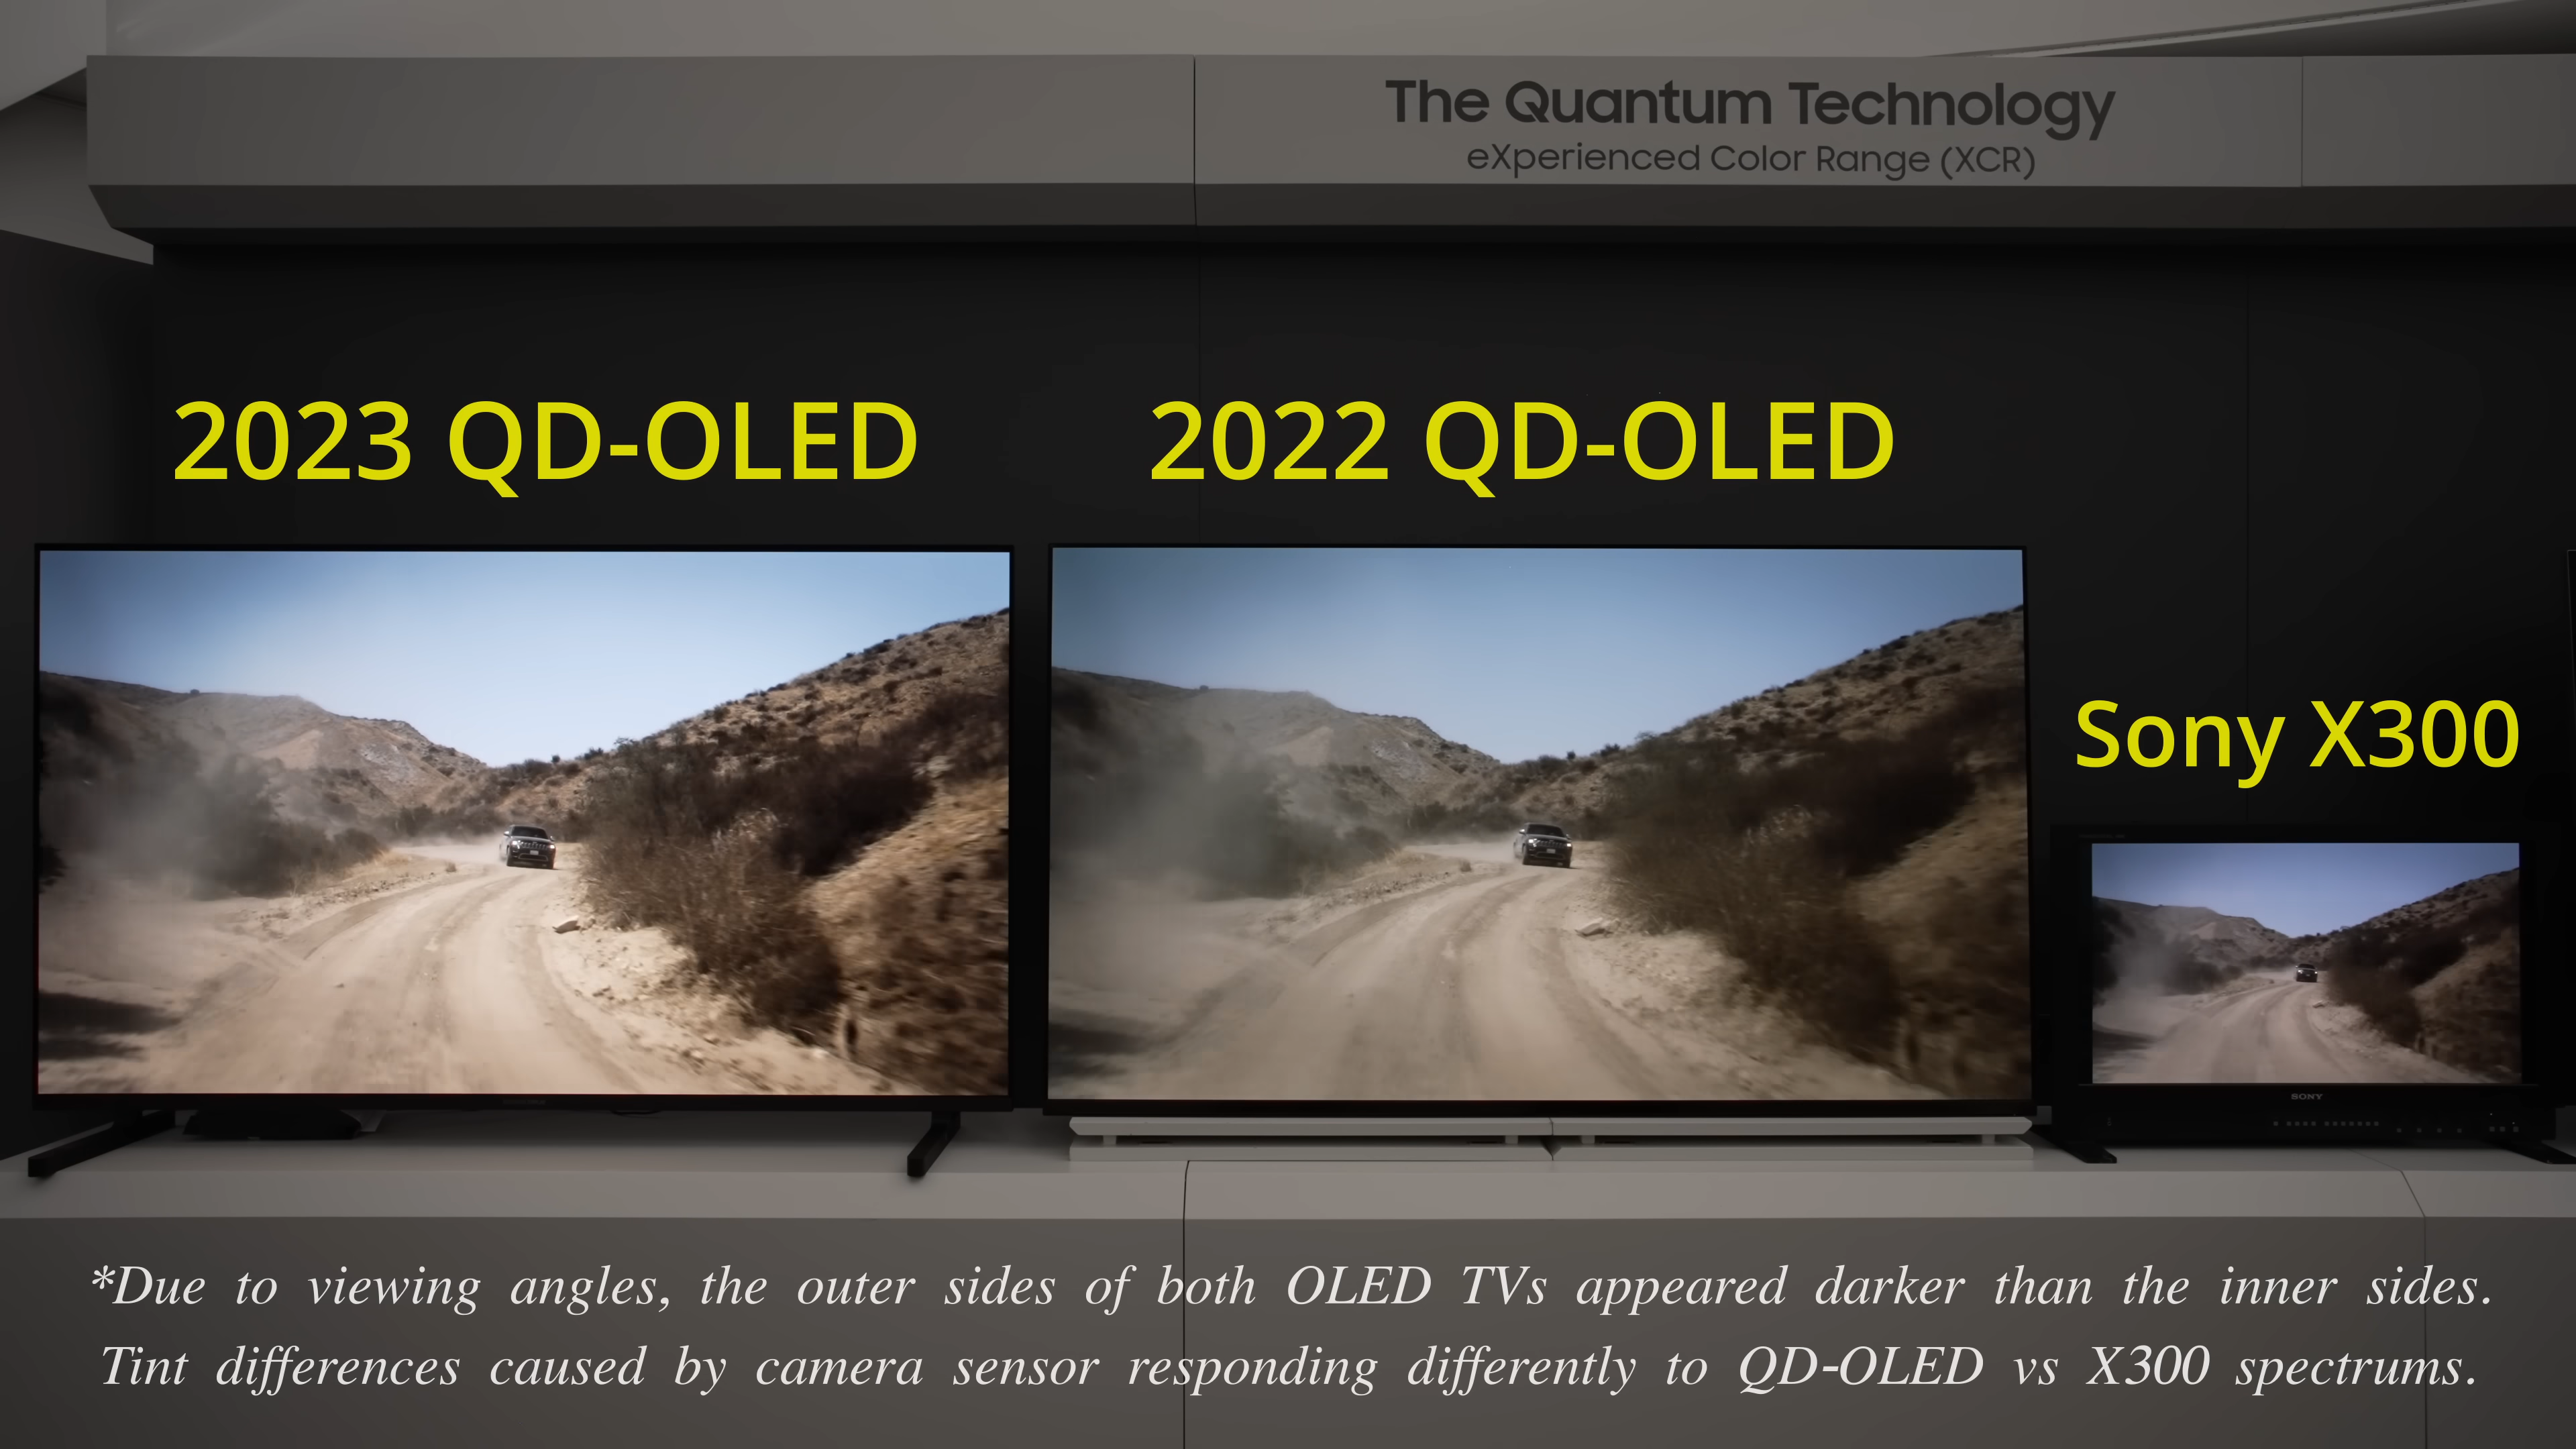 The Quantum Technology
eXperienced Color Range (XCR)
2023 QD-OLED
2022 QD-OLED
Sony X300
SONY
*Due to viewing angles, the outer sides of both OLED TVs appeared darker than the inner sides.
Tint differences caused by camera sensor responding differently to QD-OLED vs X300 spectrums.